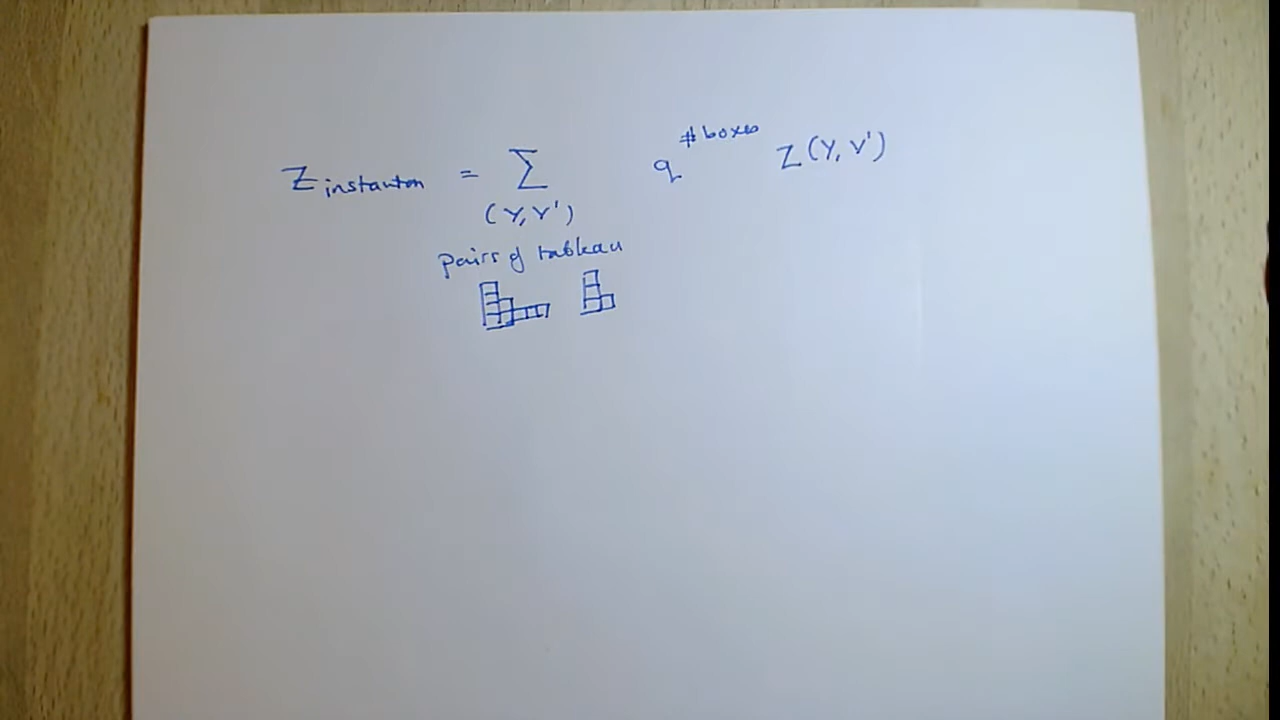 Z instanton = Σ q #boxes Z(Y, Y')
(Y, Y')
pairs of tableau